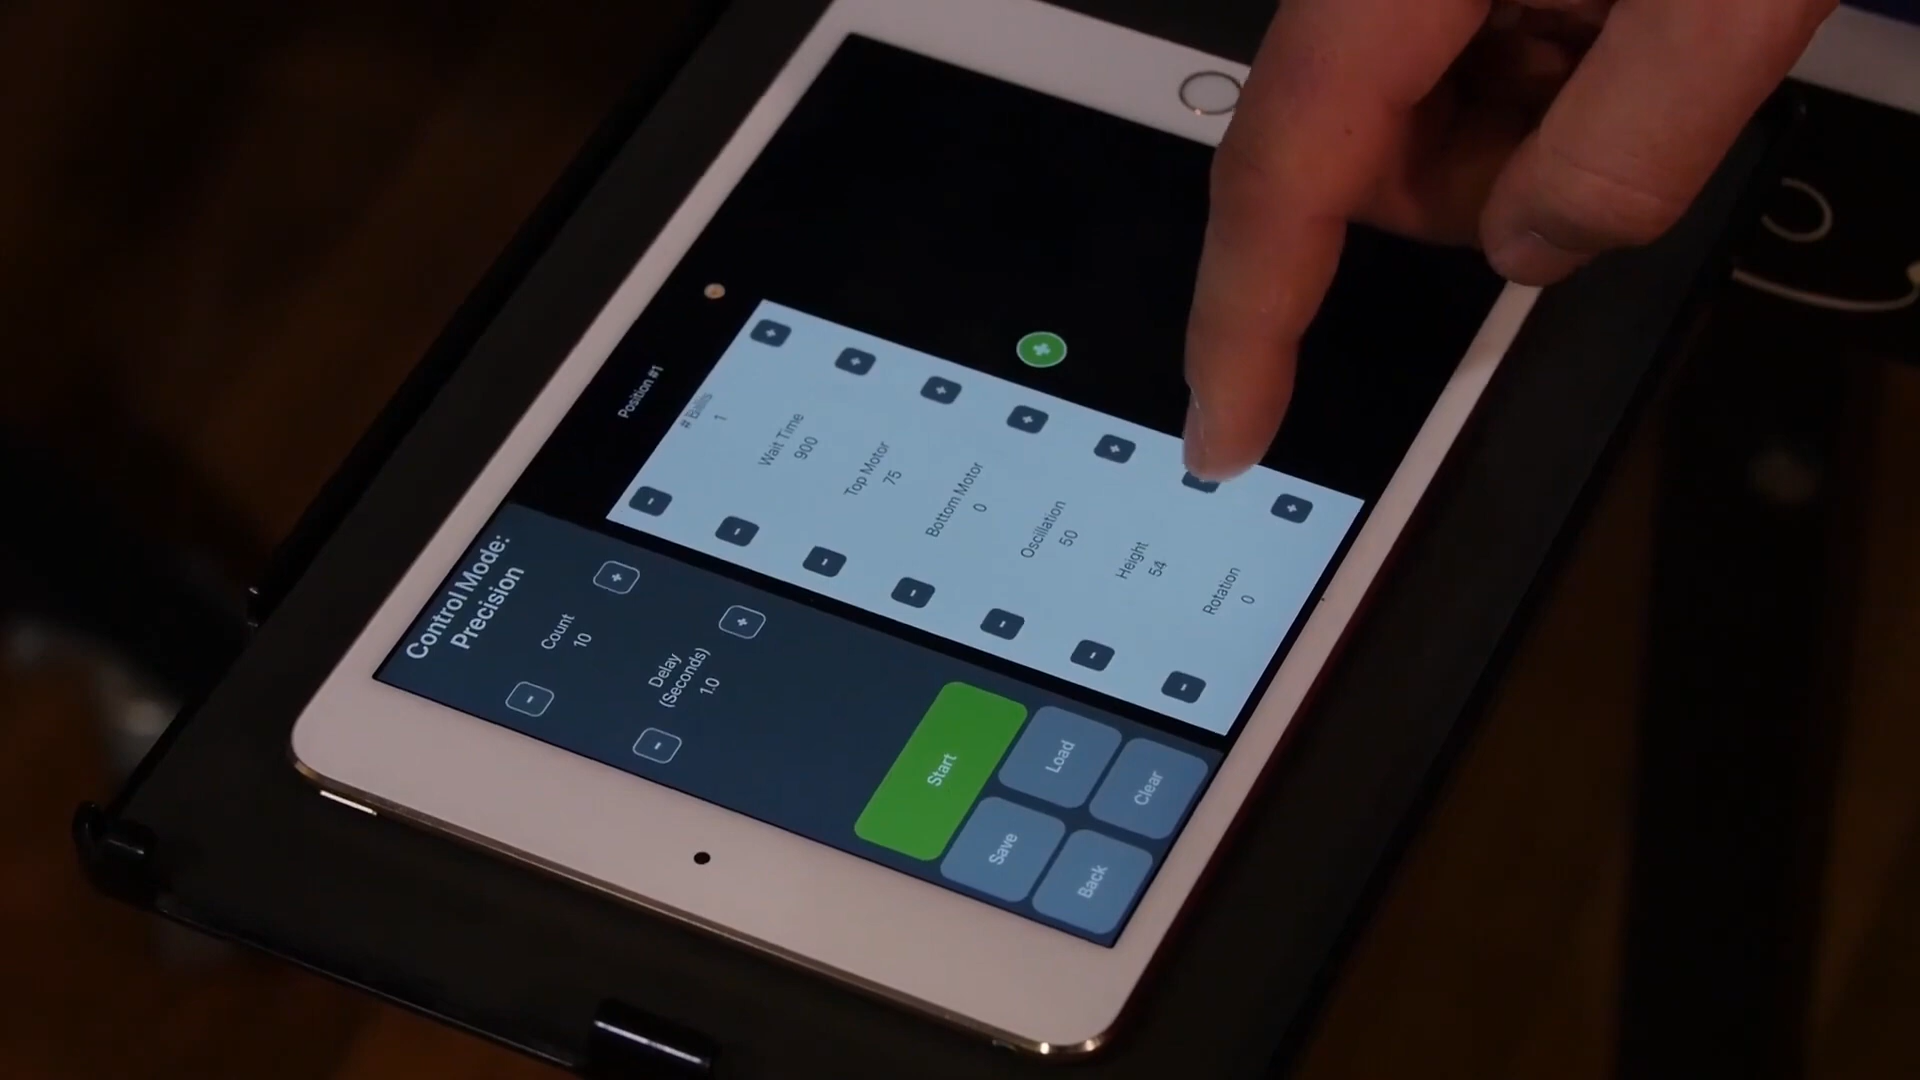 Control Mode:
Precision
Count
10
Delay
(Seconds)
1.0
Start
Save
Load
Back
Clear
Position #1
# Balls
1
Wait Time
900
Top Motor
75
Bottom Motor
0
Oscillation
50
Height
54
Rotation
0